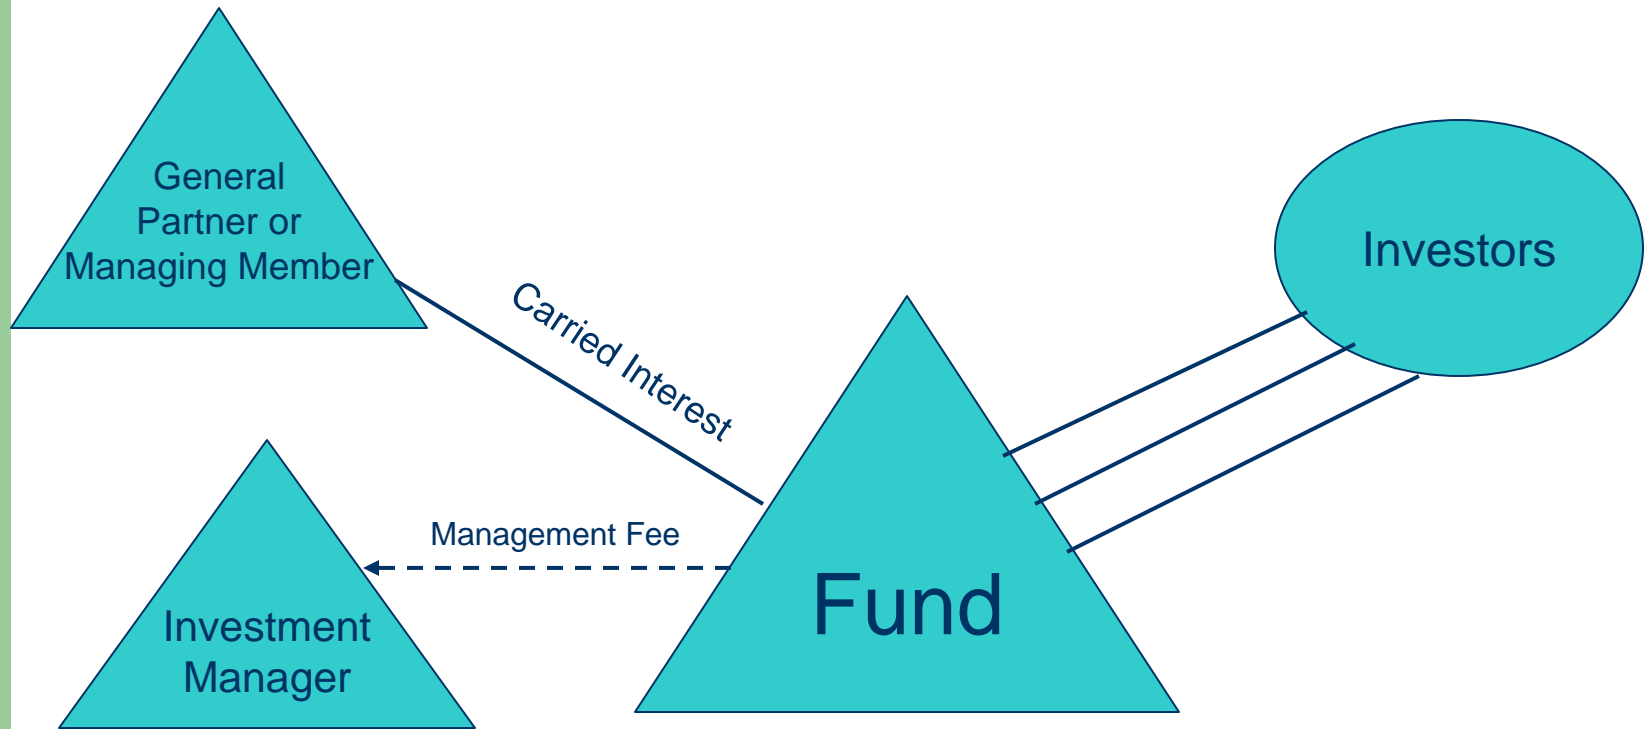 General
Partner or
Managing Member
Carried Interest
Investors
Management Fee
Fund
Investment
Manager